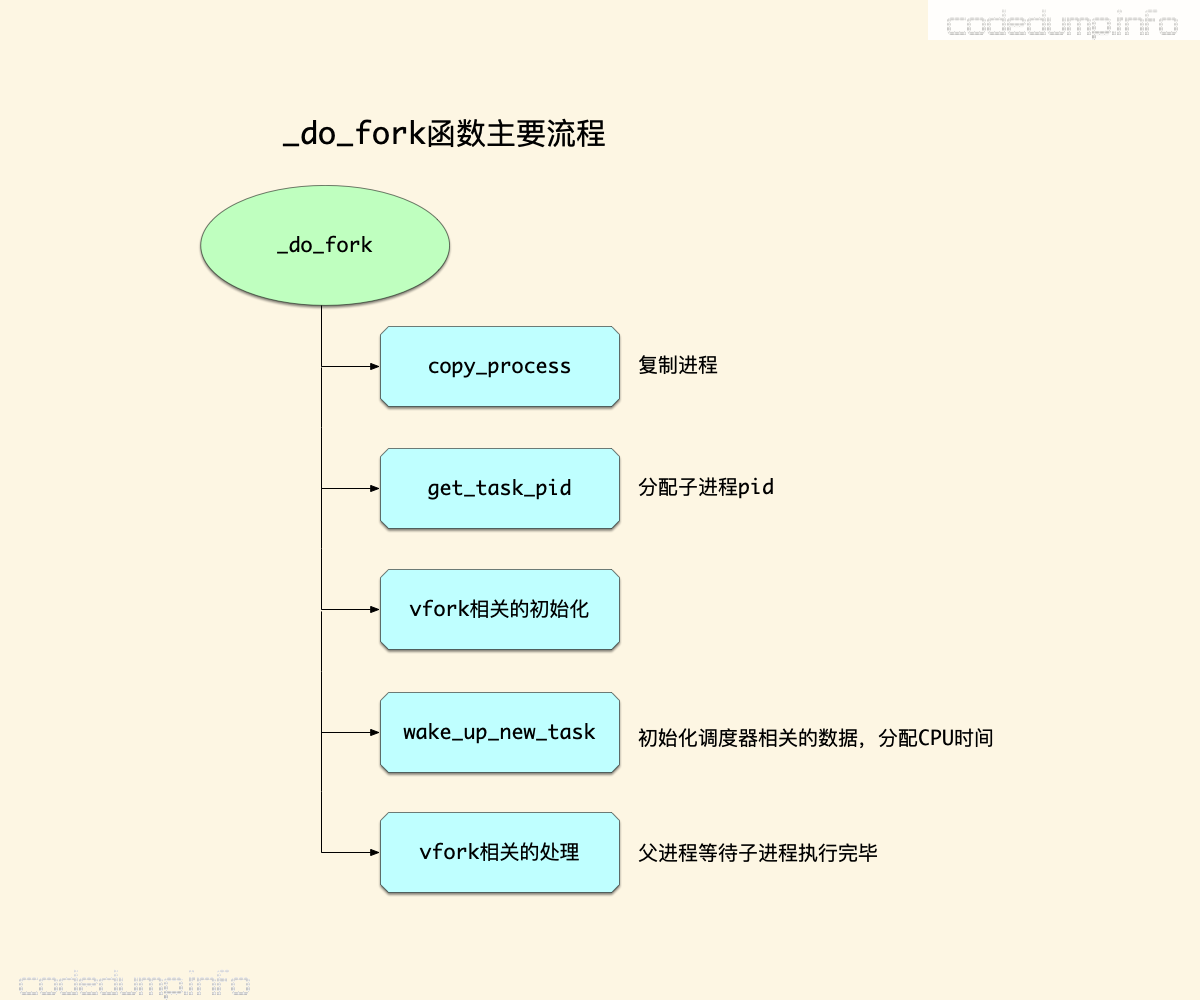 codedump.info
_do_fork函数主要流程
_do_fork
copy_process 复制进程
get_task_pid 分配子进程pid
vfork相关的初始化
wake_up_new_task 初始化调度器相关的数据，分配CPU时间
vfork相关的处理 父进程等待子进程执行完毕